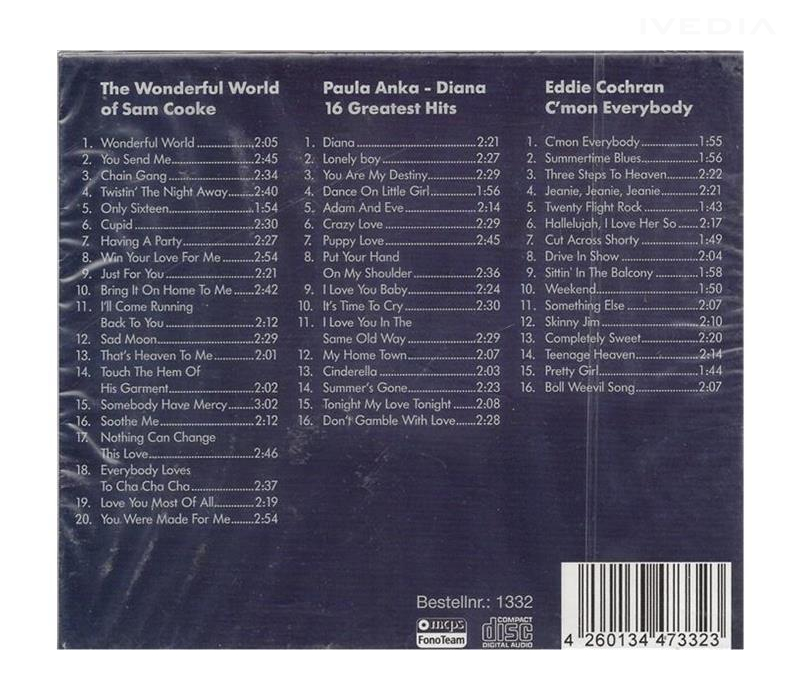 IVEDIA
The Wonderful World
of Sam Cooke
1. Wonderful World 2:05
2. You Send Me 2:45
3. Chain Gang 2:34
4. Twistin' The Night Away 2:40
5. Only Sixteen 1:54
6. Cupid 2:30
7. Having A Party 2:27
8. Win Your Love For Me 2:54
9. Just For You 2:21
10. Bring It On Home To Me 2:42
11. I'll Come Running
Back To You 2:12
12. Sad Moon 2:29
13. That's Heaven To Me 2:01
14. Touch The Hem Of
His Garment 2:02
15. Somebody Have Mercy 3:02
16. Soothe Me 2:12
17. Nothing Can Change
This Love 2:46
18. Everybody Loves
To Cha Cha Cha 2:37
19. Love You Most Of All 2:19
20. You Were Made For Me 2:54
Paula Anka - Diana
16 Greatest Hits
1. Diana 2:21
2. Lonely boy 2:27
3. You Are My Destiny 2:29
4. Dance On Little Girl 1:56
5. Adam And Eve 2:14
6. Crazy Love 2:29
7. Puppy Love 2:45
8. Put Your Hand
On My Shoulder 2:36
9. I Love You Baby 2:24
10. It's Time To Cry 2:30
11. I Love You In The
Same Old Way 2:29
12. My Home Town 2:07
13. Cinderella 2:03
14. Summer's Gone 2:23
15. Tonight My Love Tonight 2:08
16. Don't Gamble With Love 2:28
Eddie Cochran
C'mon Everybody
1. C'mon Everybody 1:55
2. Summertime Blues 1:56
3. Three Steps To Heaven 2:22
4. Jeanie, Jeanie, Jeanie 2:21
5. Twenty Flight Rock 1:43
6. Hallelujah, I Love Her So 2:17
7. Cut Across Shorty 1:49
8. Drive In Show 2:04
9. Sittin' In The Balcony 1:58
10. Weekend 1:50
11. Something Else 2:07
12. Skinny Jim 2:10
13. Completely Sweet 2:20
14. Teenage Heaven 2:14
15. Pretty Girl 1:44
16. Boll Weevil Song 2:07
Bestellnr.: 1332
mcps
FonoTeam
COMPACT
disc
DIGITAL AUDIO
4 260134 473323